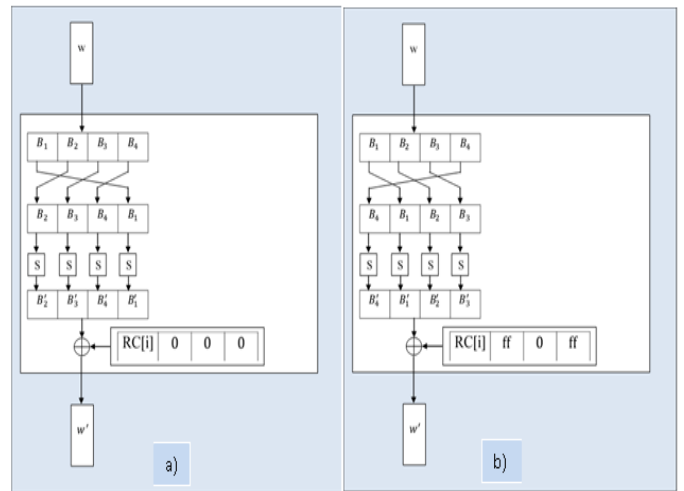 w
B₁ B₂ B₃ B₄
B₂ B₃ B₄ B₁
S S S S
B′₂ B′₃ B′₄ B′₁
RC[i] 0 0 0
w′
a)
w
B₁ B₂ B₃ B₄
B₄ B₁ B₂ B₃
S S S S
B′₄ B′₁ B′₂ B′₃
RC[i] ff 0 ff
w′
b)